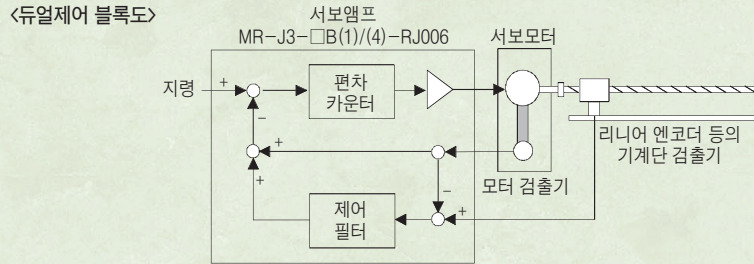 <듀얼제어 블록도>
서보앰프
MR-J3-□B(1)/(4)-RJ006
서보모터
지령
+
편차
카운터
-
+
+
-
+
제어
필터
모터 검출기
리니어 엔코더 등의
기계단 검출기